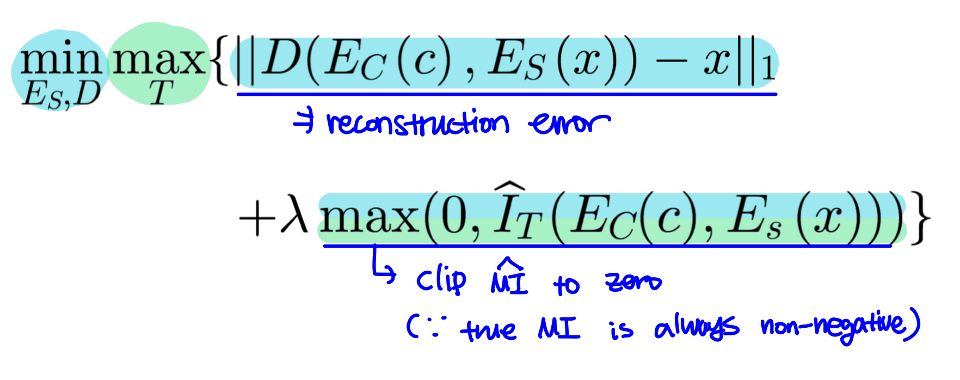 min max{||D(E_C(c), E_S(x)) − x||_1
E_S,D T
⇒ reconstruction error
+λ max(0, Î_T(E_C(c), E_s(x)))}
↳ clip M̂I to zero
(∵ true MI is always non-negative)